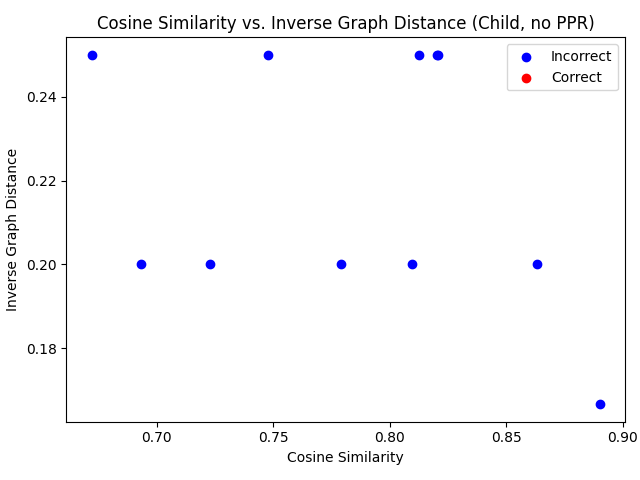 Cosine Similarity vs. Inverse Graph Distance (Child, no PPR)
Incorrect
Correct
0.24
0.22
0.20
0.18
Inverse Graph Distance
0.70
0.75
0.80
0.85
0.90
Cosine Similarity